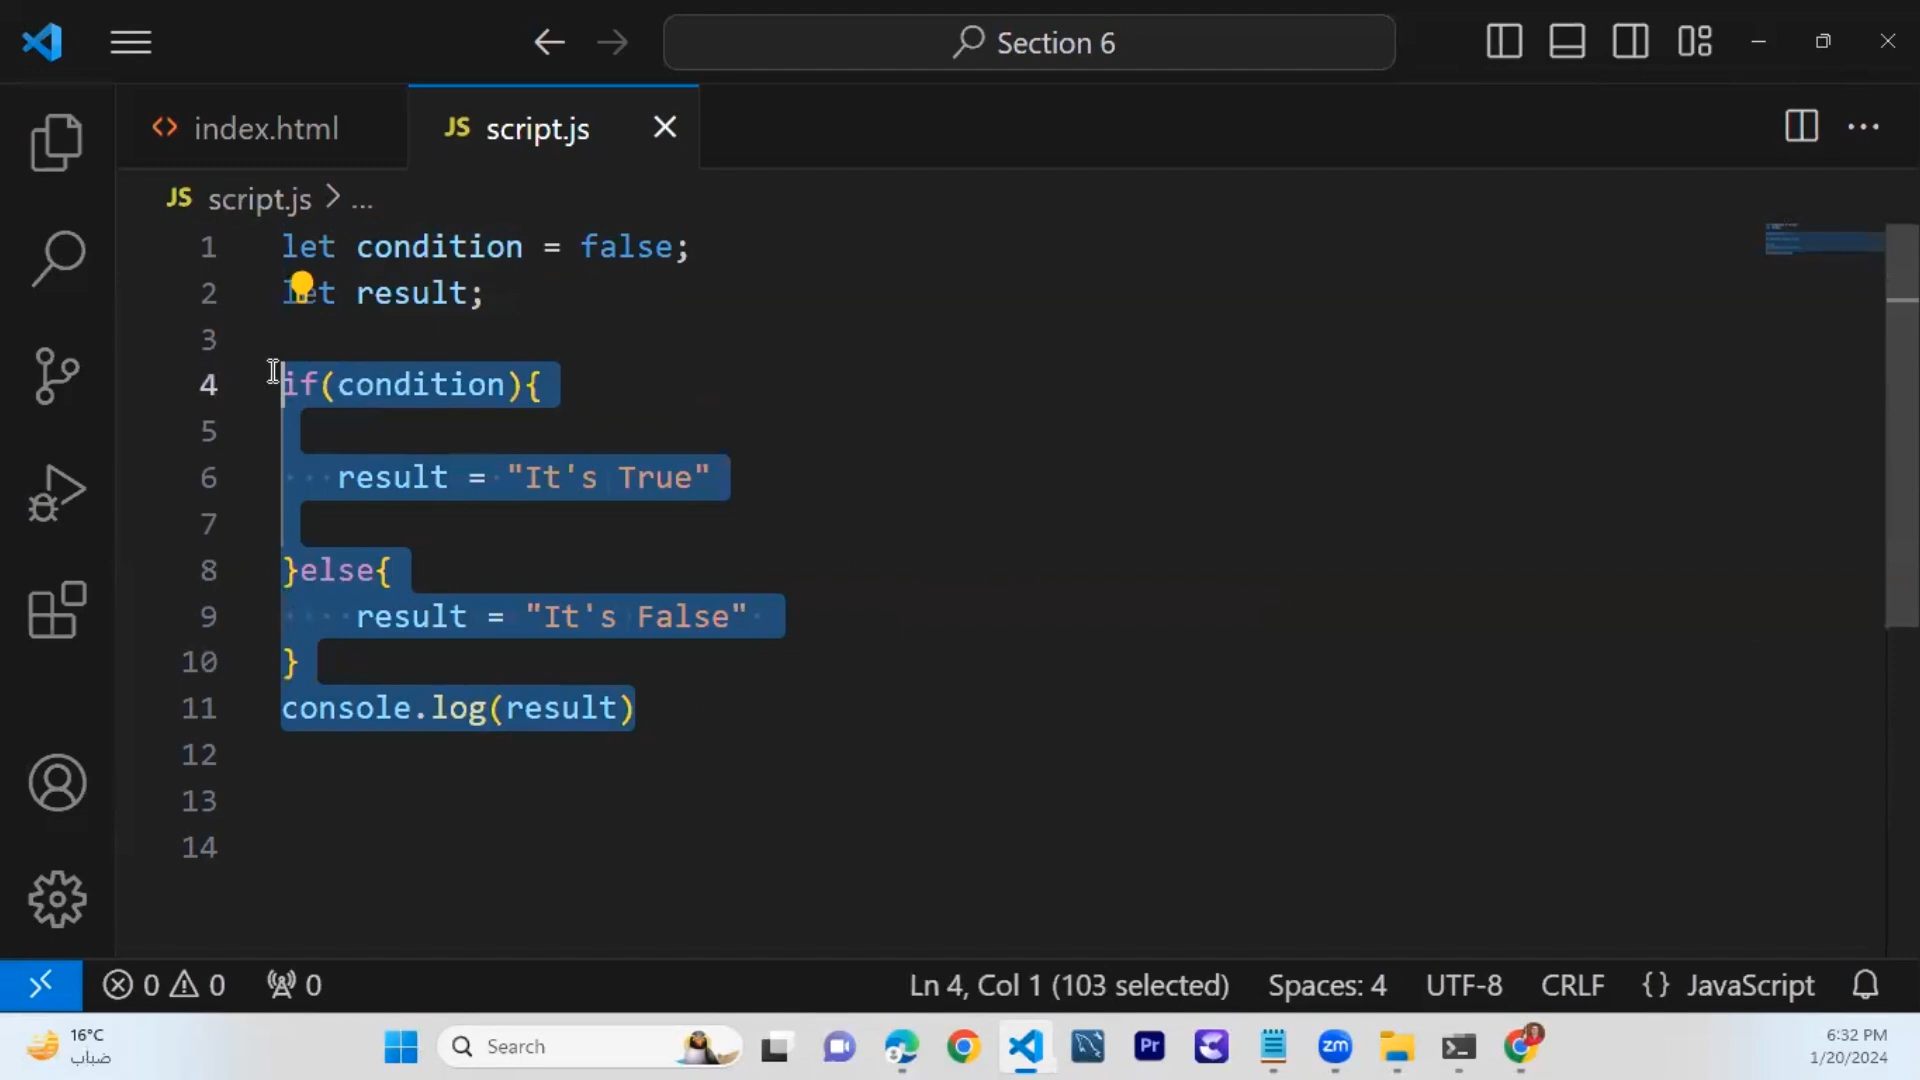 Section 6
index.html
JS script.js
JS script.js > ...
1 let condition = false;
2 let result;
3
4 if(condition){
5
6 result = "It's True"
7
8 }else{
9 result = "It's False"
10 }
11 console.log(result)
12
13
14
0 0 0 Ln 4, Col 1 (103 selected) Spaces: 4 UTF-8 CRLF {} JavaScript
16°C
ضباب
Search
Pr
zm
6:32 PM
1/20/2024